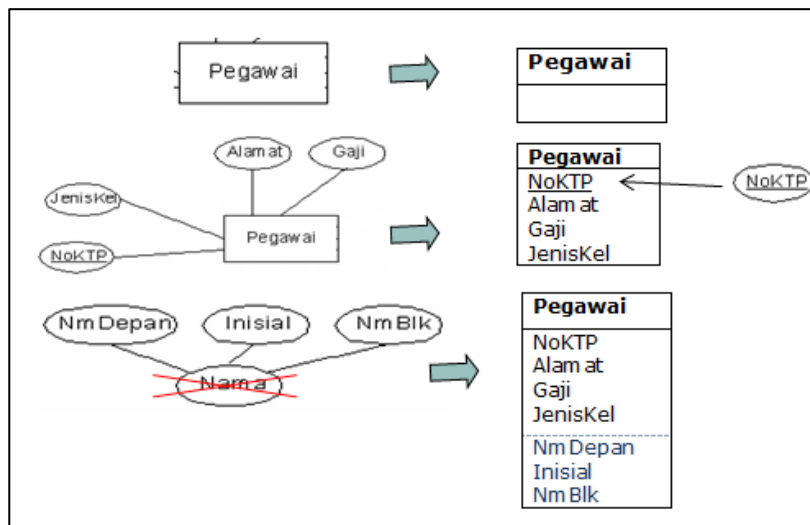 Pegawai
Pegawai
Alamat
Gaji
JenisKel
Pegawai
NoKTP
Pegawai
NoKTP
Alamat
Gaji
JenisKel
NoKTP
NmDepan
Inisial
NmBlk
Nama
Pegawai
NoKTP
Alamat
Gaji
JenisKel
NmDepan
Inisial
NmBlk